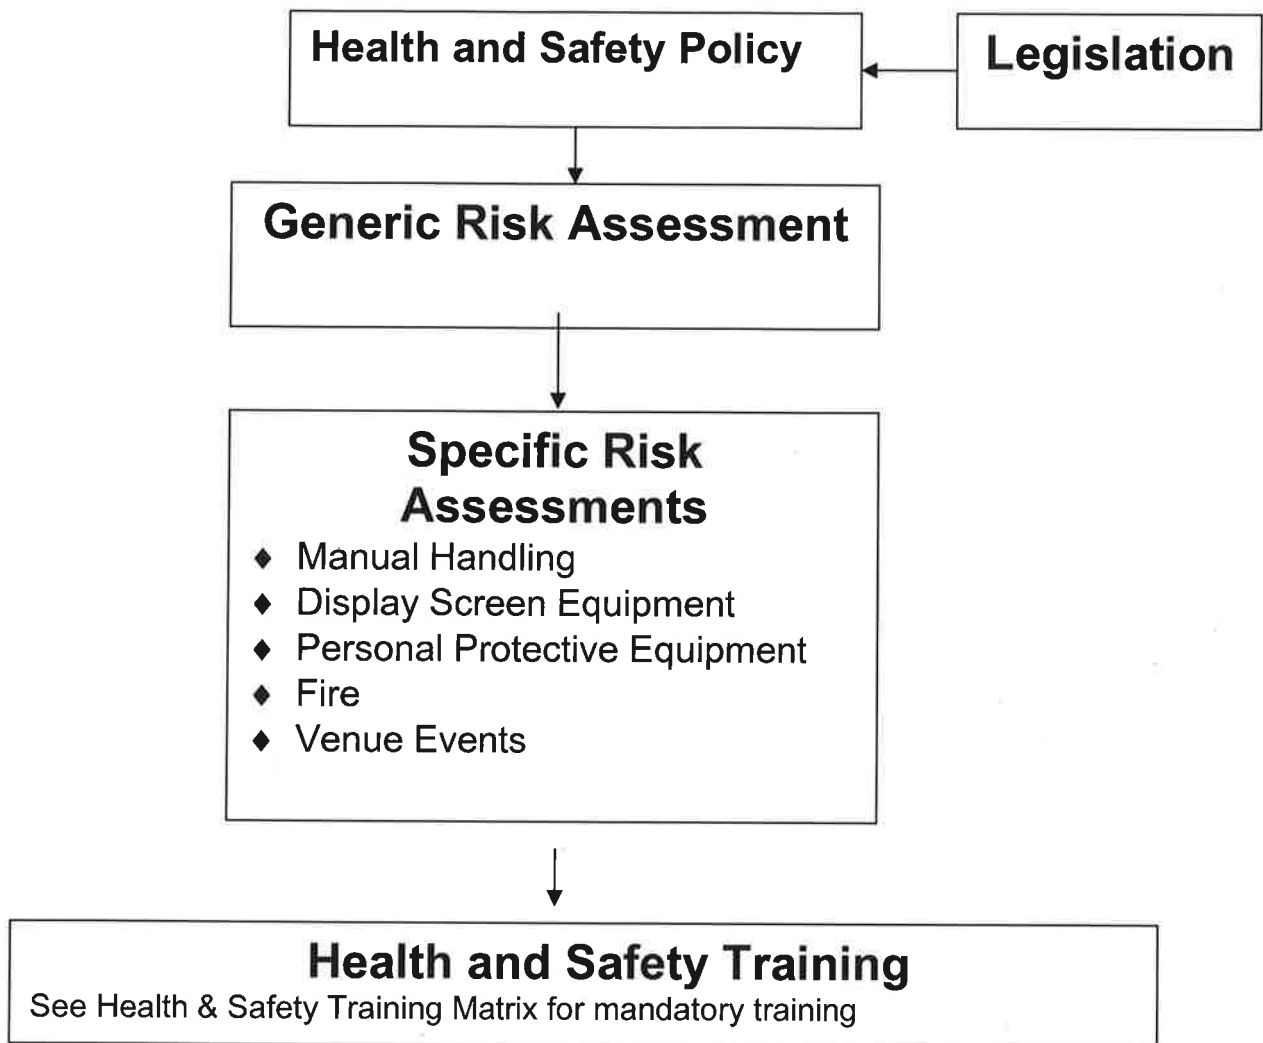 Health and Safety Policy
Legislation
Generic Risk Assessment
Specific Risk
Assessments
♦ Manual Handling
♦ Display Screen Equipment
♦ Personal Protective Equipment
♦ Fire
♦ Venue Events
Health and Safety Training
See Health & Safety Training Matrix for mandatory training